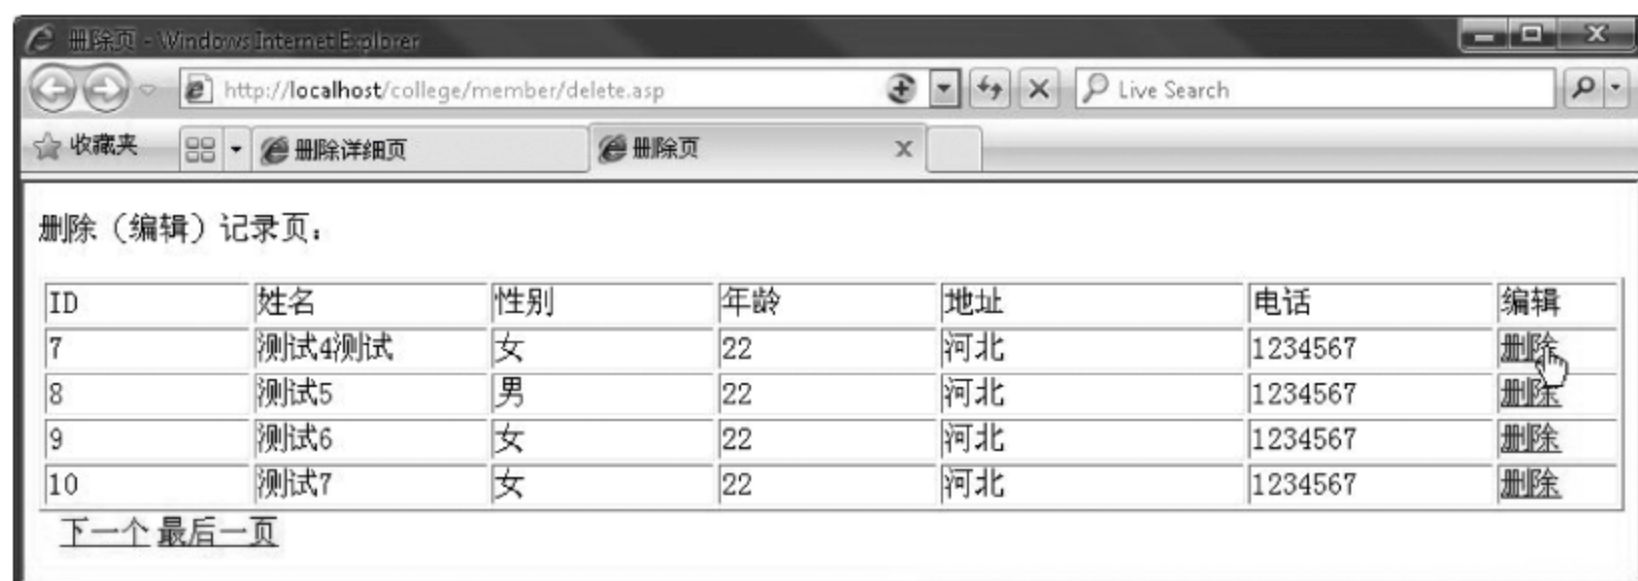 删除页 - Windows Internet Explorer
http://localhost/college/member/delete.asp Live Search
收藏夹 删除详细页 删除页
删除（编辑）记录页：
ID 姓名 性别 年龄 地址 电话 编辑
7 测试4测试 女 22 河北 1234567 删除
8 测试5 男 22 河北 1234567 删除
9 测试6 女 22 河北 1234567 删除
10 测试7 女 22 河北 1234567 删除
下一个 最后一页